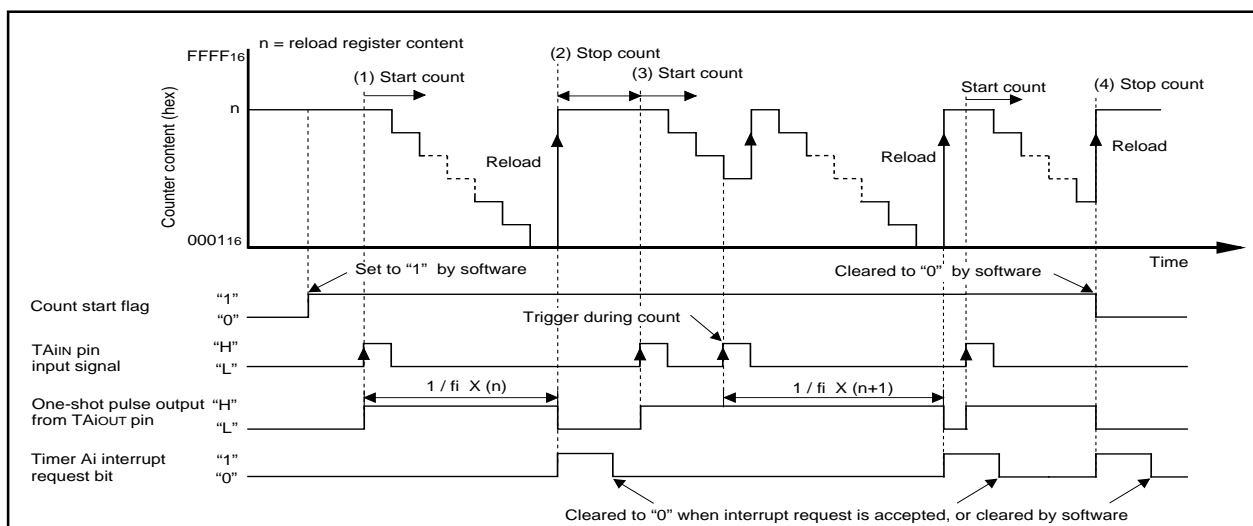 n = reload register content
FFFF16
(1) Start count
(2) Stop count
(3) Start count
Start count
(4) Stop count
n
Counter content (hex)
Reload
Reload
Reload
000116
Time
Set to “1” by software
Cleared to “0” by software
Count start flag
“1”
“0”
Trigger during count
TAiIN pin
input signal
“H”
“L”
1 / fi X (n)
1 / fi X (n+1)
One-shot pulse output
from TAiOUT pin
“H”
“L”
Timer Ai interrupt
request bit
“1”
“0”
Cleared to “0” when interrupt request is accepted, or cleared by software